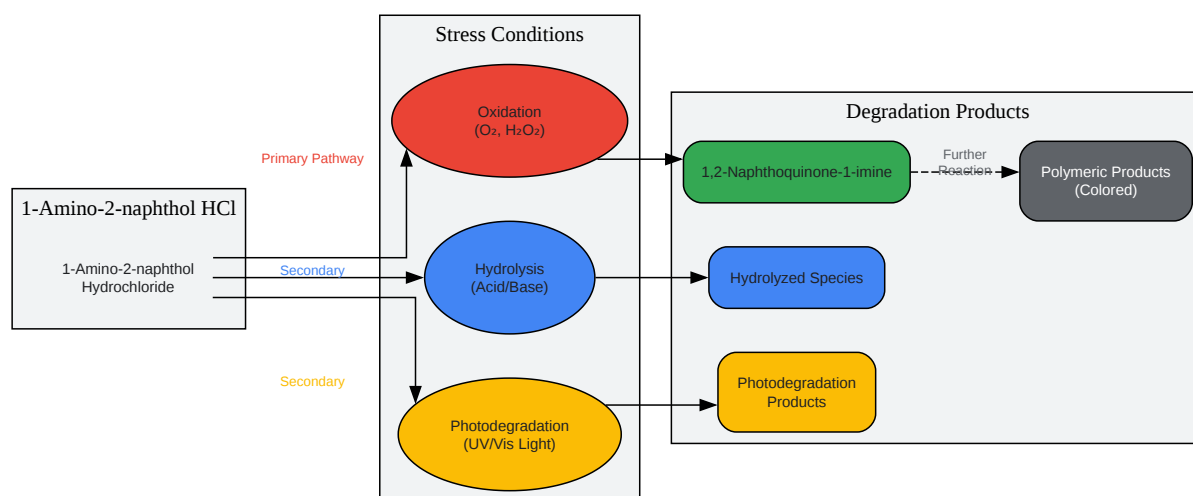 Stress Conditions
Oxidation
(O₂, H₂O₂)
Primary Pathway
1-Amino-2-naphthol HCl
1-Amino-2-naphthol
Hydrochloride
Secondary
Hydrolysis
(Acid/Base)
Secondary
Photodegradation
(UV/Vis Light)
Degradation Products
1,2-Naphthoquinone-1-imine
Further
Reaction
Polymeric Products
(Colored)
Hydrolyzed Species
Photodegradation
Products